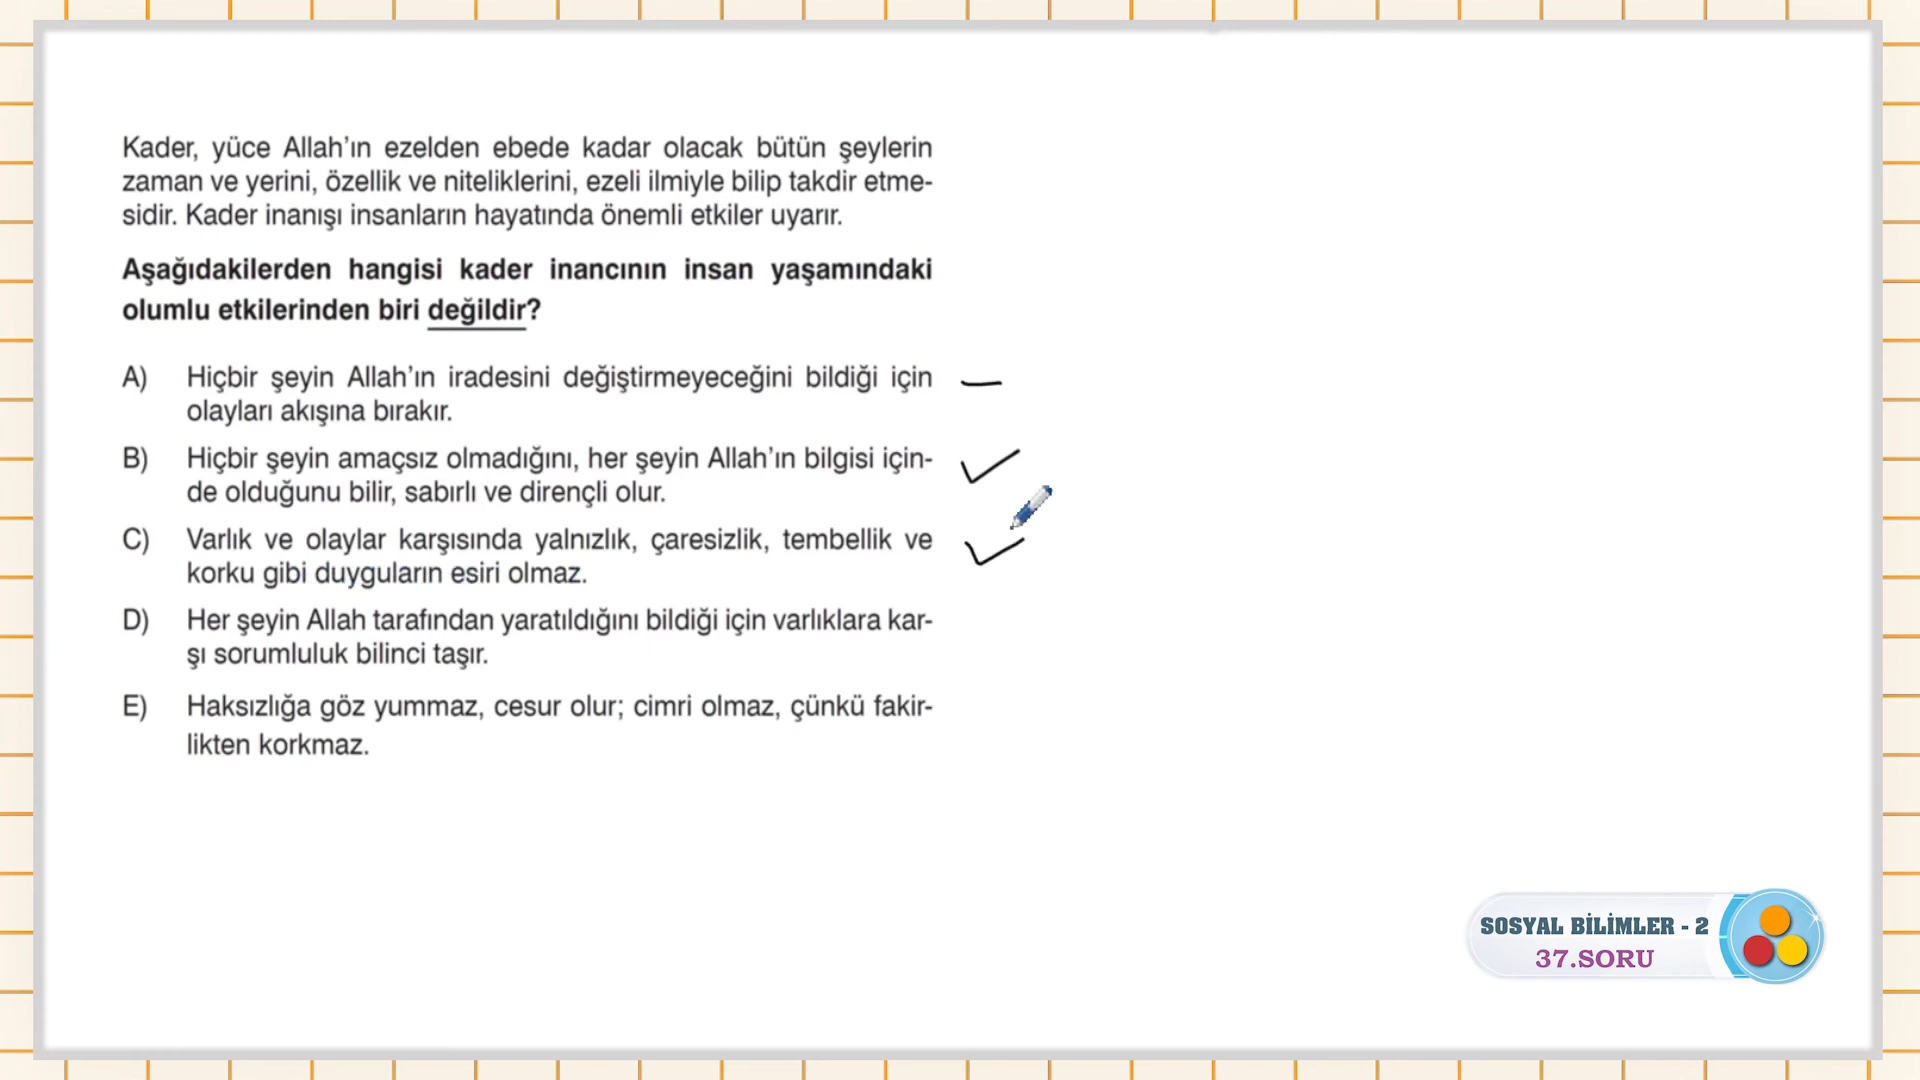 Kader, yüce Allah’ın ezelden ebede kadar olacak bütün şeylerin
zaman ve yerini, özellik ve niteliklerini, ezeli ilmiyle bilip takdir etme-
sidir. Kader inanışı insanların hayatında önemli etkiler uyarır.
Aşağıdakilerden hangisi kader inancının insan yaşamındaki
olumlu etkilerinden biri değildir?
A) Hiçbir şeyin Allah’ın iradesini değiştirmeyeceğini bildiği için
olayları akışına bırakır.
B) Hiçbir şeyin amaçsız olmadığını, her şeyin Allah’ın bilgisi için-
de olduğunu bilir, sabırlı ve dirençli olur.
C) Varlık ve olaylar karşısında yalnızlık, çaresizlik, tembellik ve
korku gibi duyguların esiri olmaz.
D) Her şeyin Allah tarafından yaratıldığını bildiği için varlıklara kar-
şı sorumluluk bilinci taşır.
E) Haksızlığa göz yummaz, cesur olur; cimri olmaz, çünkü fakir-
likten korkmaz.
SOSYAL BİLİMLER - 2
37.SORU